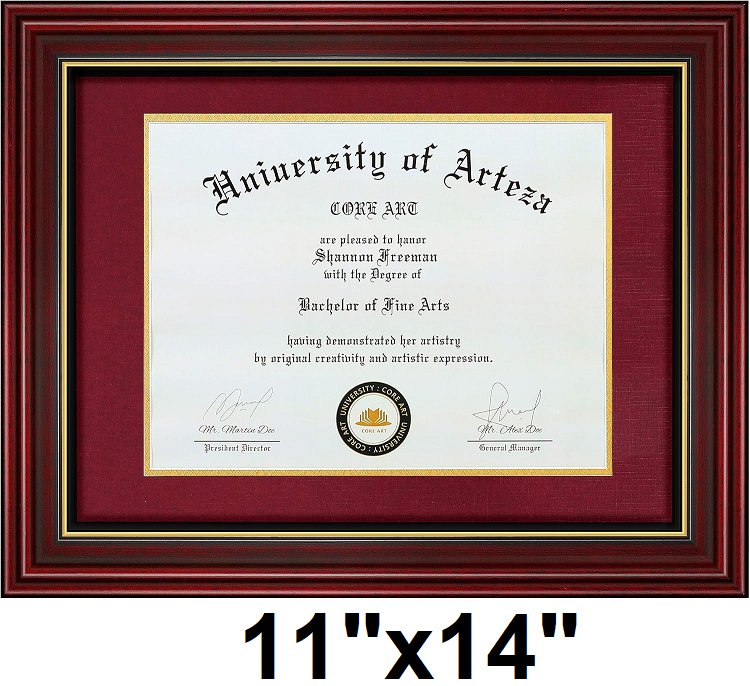 University of Arteza
CORE ART
are pleased to honor
Shannon Freeman
with the Degree of
Bachelor of Fine Arts
having demonstrated her artistry
by original creativity and artistic expression.
Mr. Martin Doe
President Director
CORE ART UNIVERSITY : CORE ART UNIVERSITY :
CORE ART
Mr. Alex Doe
General Manager
11"x14"